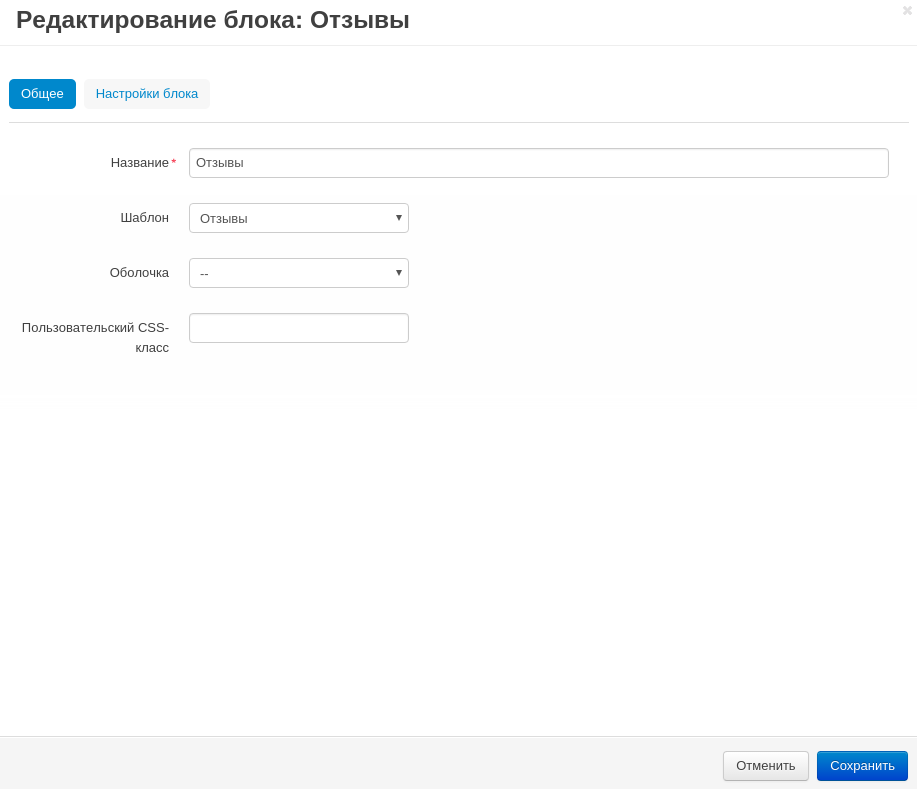 Редактирование блока: Отзывы
Общее
Настройки блока
Название*
Отзывы
Шаблон
Отзывы
Оболочка
--
Пользовательский CSS-
класс
Отменить
Сохранить